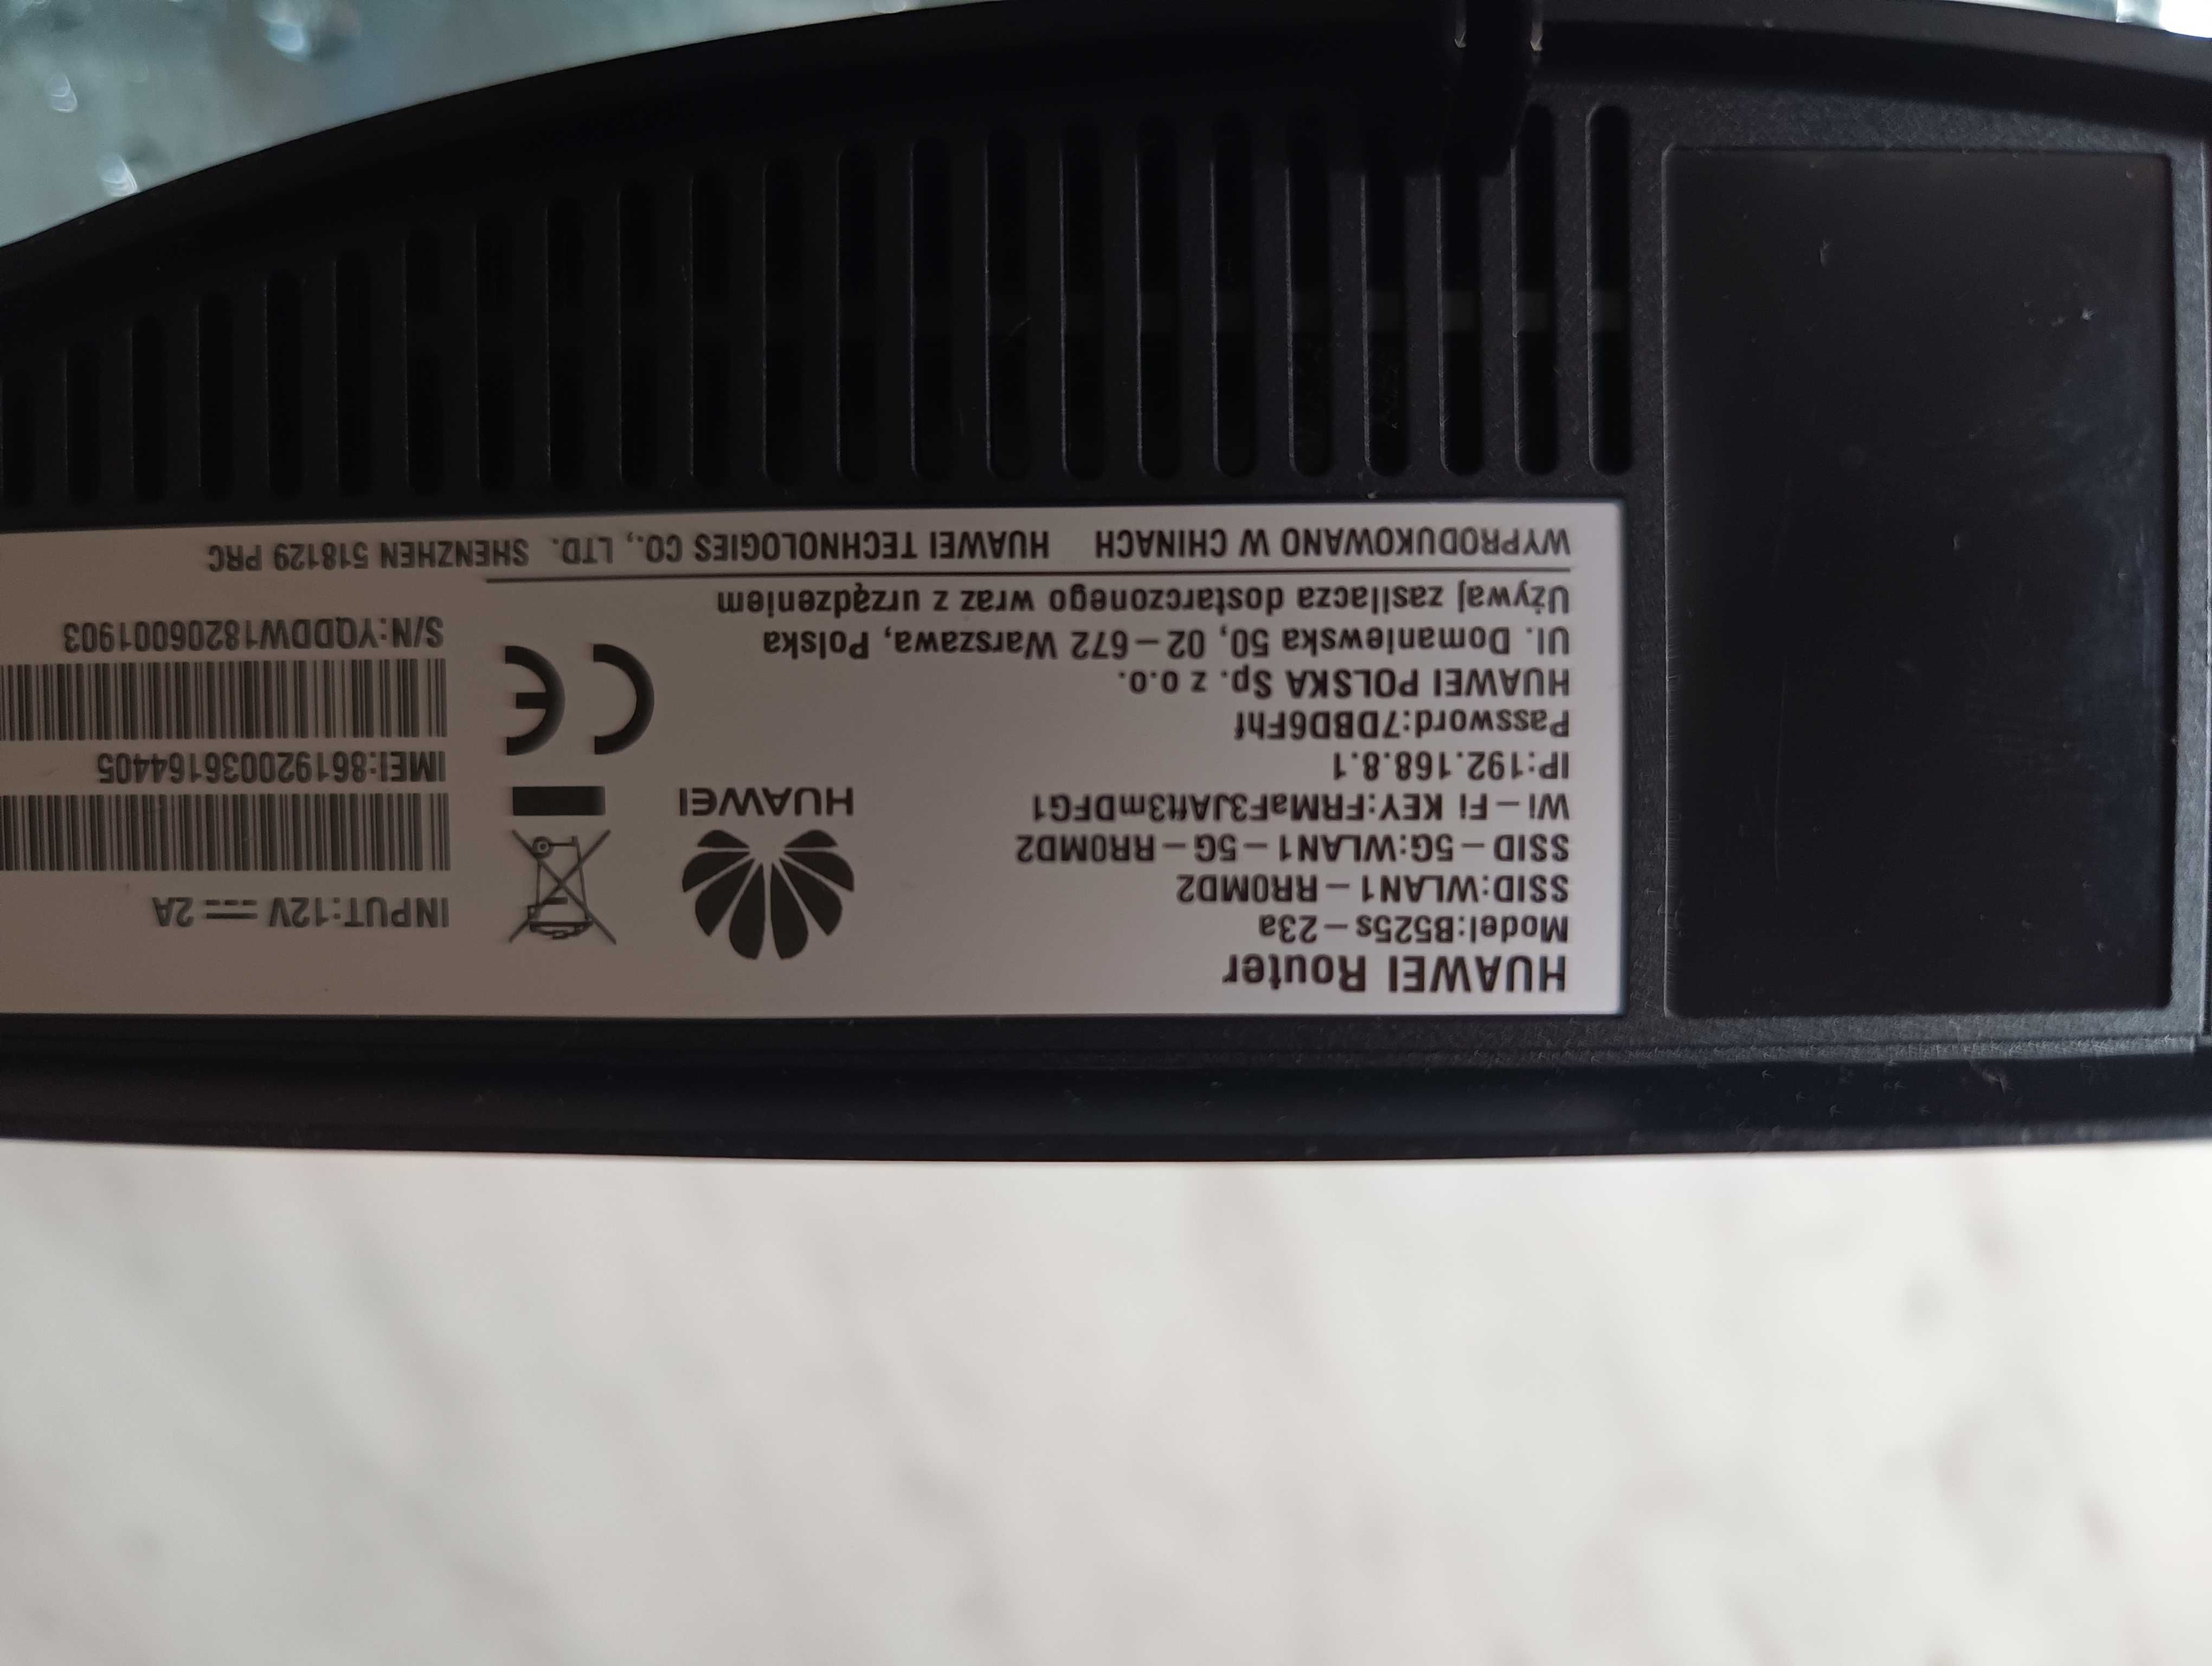 HUAWEI Router
Model:B525s-23a
SSID:WLAN1-RR0MD2
SSID-5G:WLAN1-5G-RR0MD2
Wi-Fi KEY:FRMaF3JAft3mDFG1
IP:192.168.8.1
Password:7DBD6Fhf
HUAWEI POLSKA Sp. z o.o.
Ul. Domaniewska 50, 02-672 Warszawa, Polska
Używaj zasilacza dostarczonego wraz z urządzeniem
WYPRODUKOWANO W CHINACH HUAWEI TECHNOLOGIES CO., LTD. SHENZHEN 518129 PRC
HUAWEI
CE
INPUT:12V 2A
IMEI:861920036164405
S/N:YQDDW18206001903